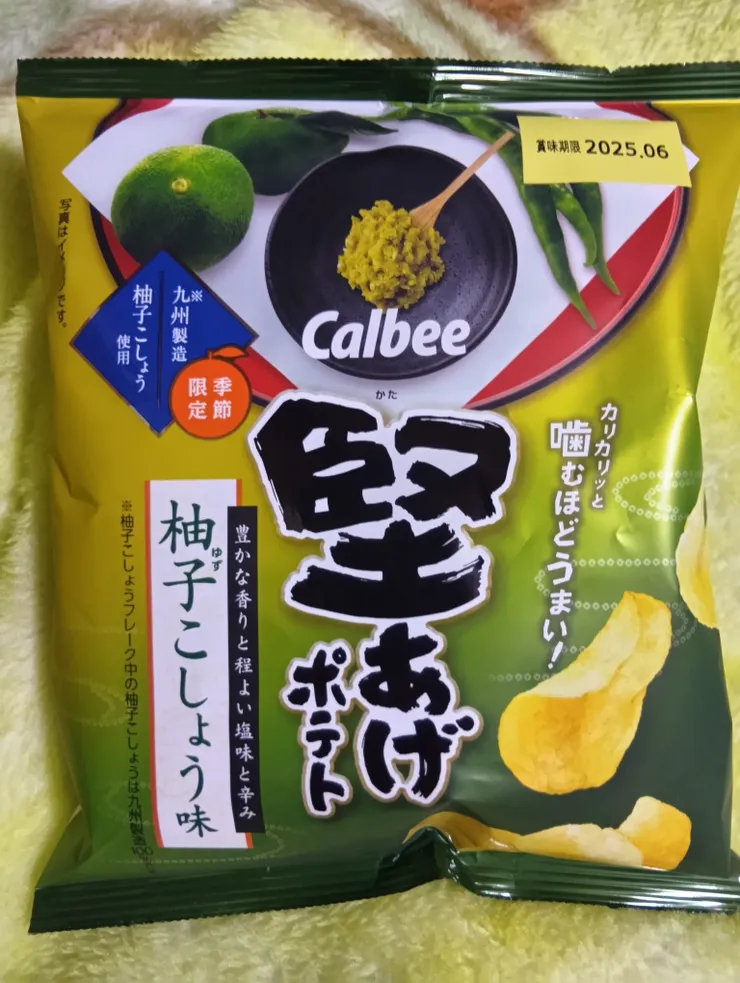 賞味期限 2025.06
写真はイメージです。
※九州製造
柚子こしょう
使用
季節
限定
Calbee
かた
堅あげ
ポテト
カリカリッと
噛むほどうまい!
柚子こしょう味
ゆず
豊かな香りと程よい塩味と辛み
※柚子こしょうフレーク中の柚子こしょうは九州製造100